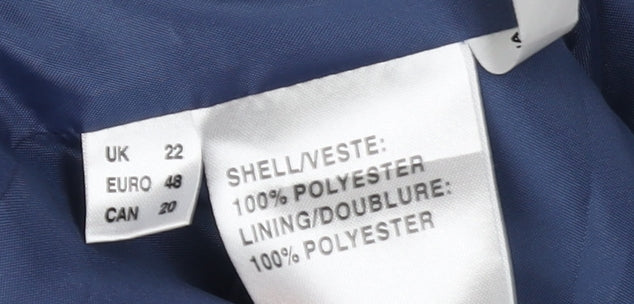 UK 22
EURO 48
CAN 20
SHELL/VESTE:
100% POLYESTER
LINING/DOUBLURE:
100% POLYESTER